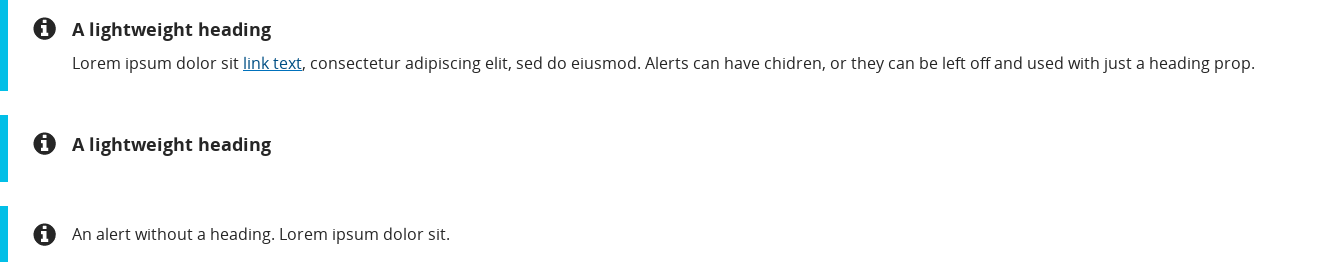 A lightweight heading
Lorem ipsum dolor sit link text, consectetur adipiscing elit, sed do eiusmod. Alerts can have chidren, or they can be left off and used with just a heading prop.
A lightweight heading
An alert without a heading. Lorem ipsum dolor sit.